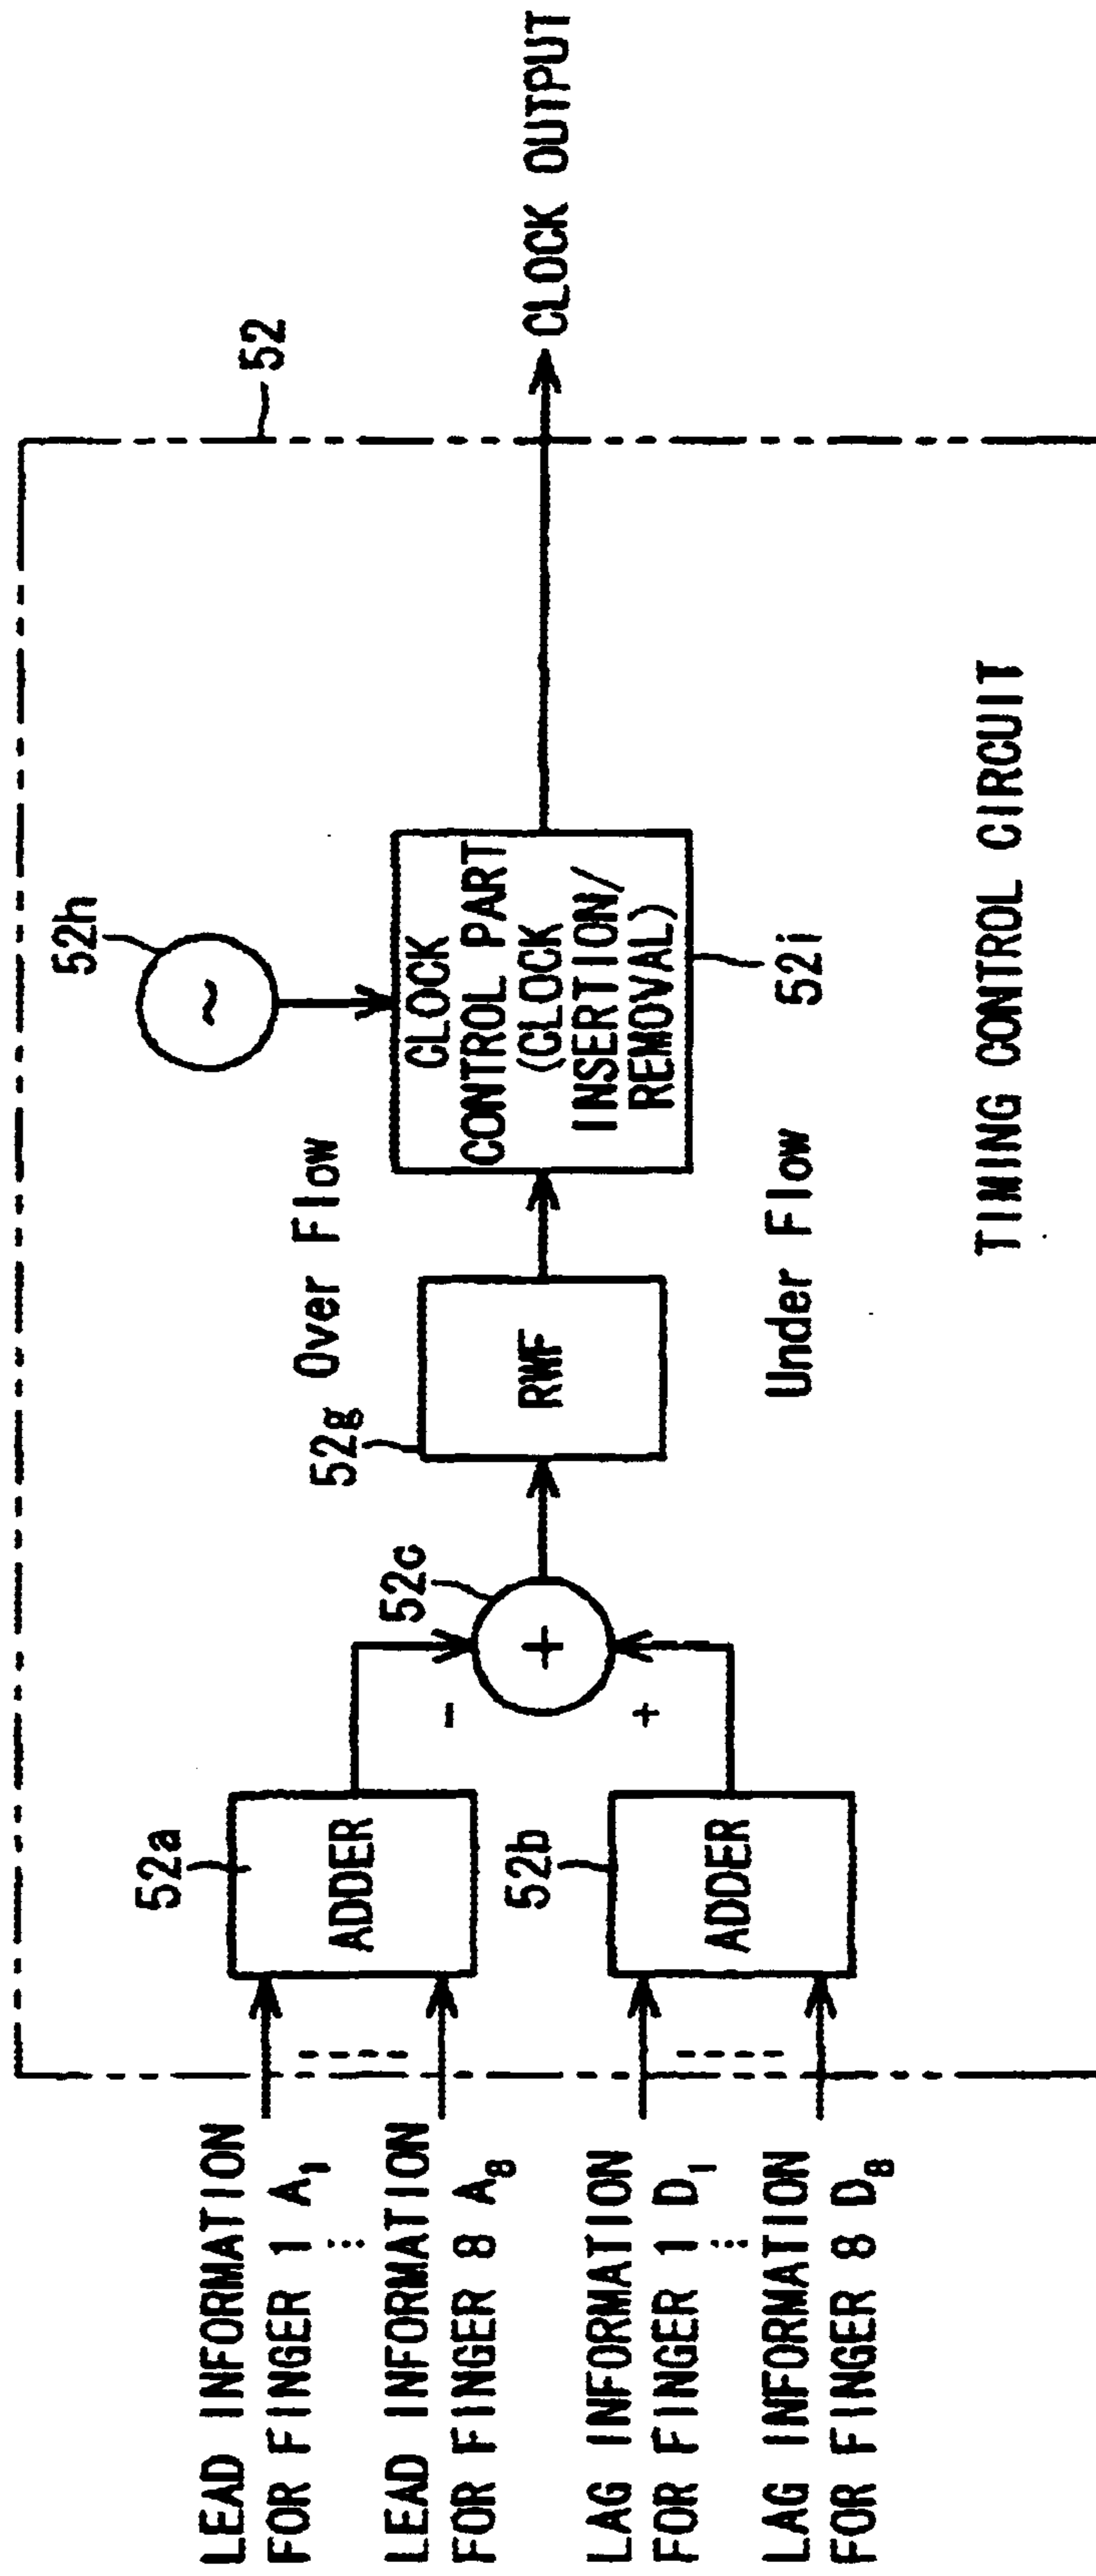 LEAD INFORMATION
FOR FINGER 1 A₁
LEAD INFORMATION
FOR FINGER 8 A₈
LAG INFORMATION
FOR FINGER 1 D₁
LAG INFORMATION
FOR FINGER 8 D₈
52a
ADDER
52b
ADDER
-
+
52c
+
52g
RWF
Over Flow
Under Flow
52h
~
CLOCK
CONTROL PART
(CLOCK
INSERTION/
REMOVAL)
52i
52
CLOCK OUTPUT
TIMING CONTROL CIRCUIT